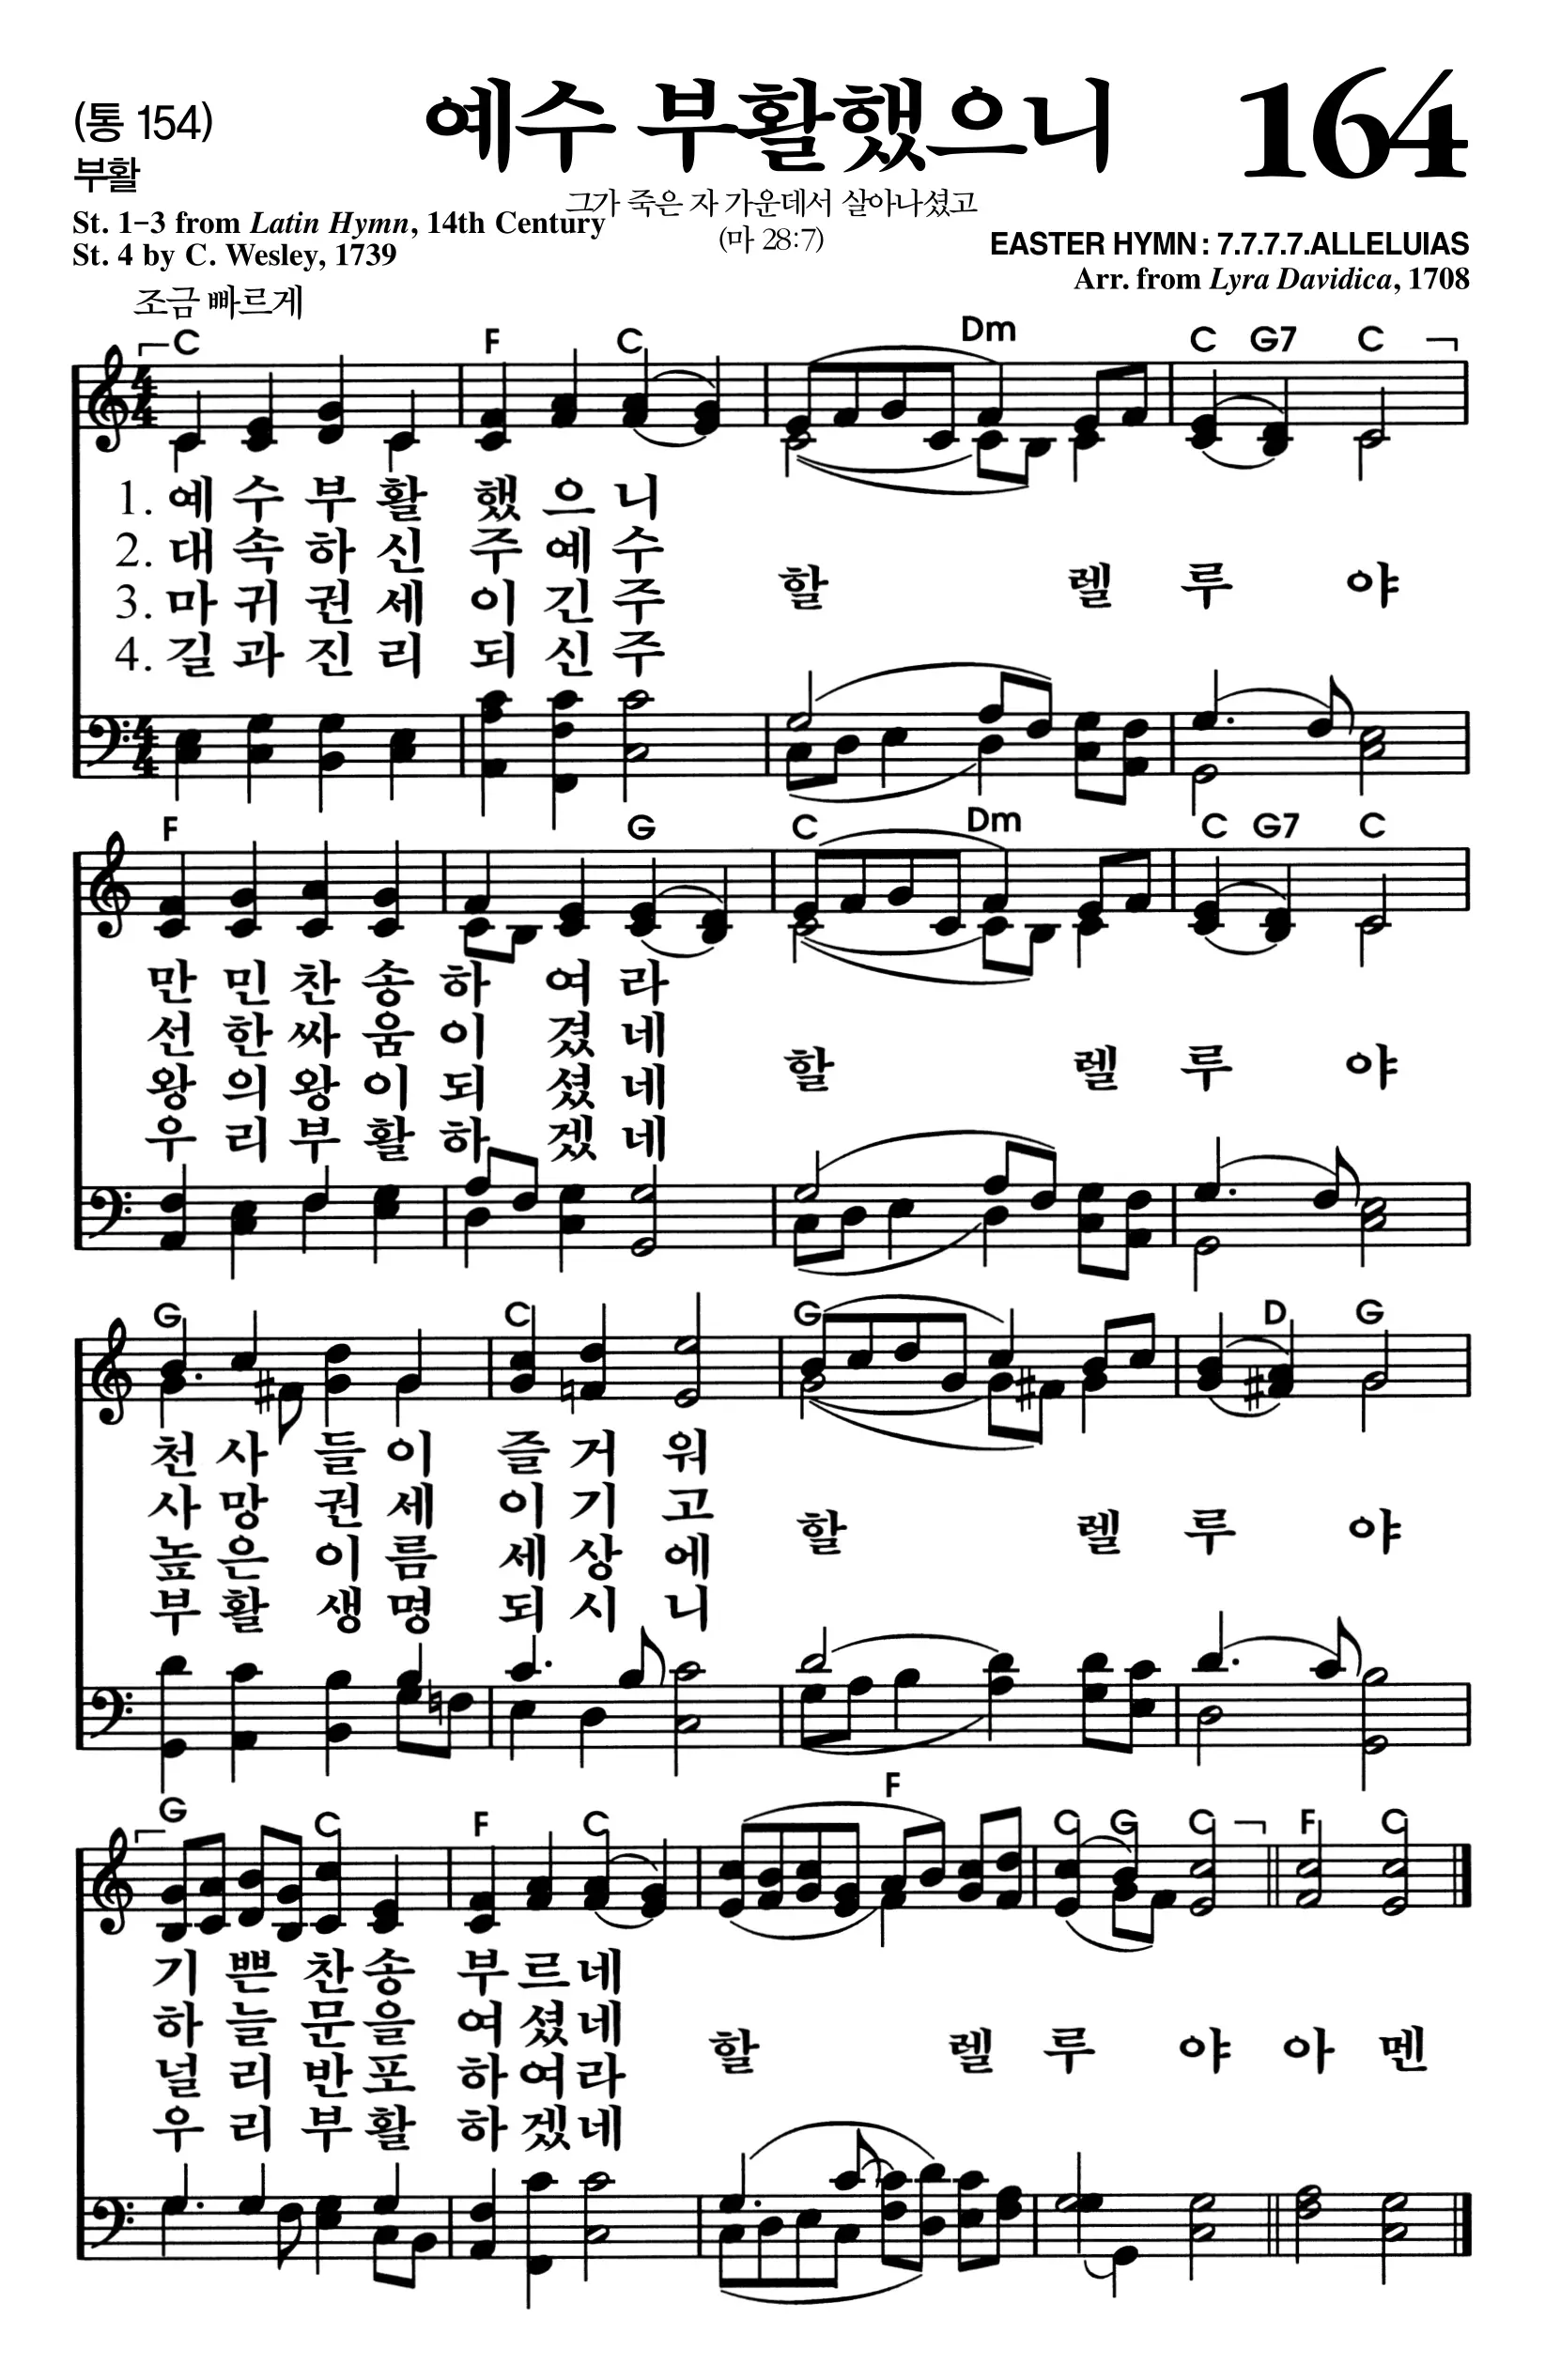 (통 154)
예수 부활했으니
164
부활
그가 죽은 자 가운데서 살아나셨고
(마 28:7)
St. 1-3 from Latin Hymn, 14th Century
St. 4 by C. Wesley, 1739
EASTER HYMN : 7.7.7.7.ALLELUIAS
Arr. from Lyra Davidica, 1708
조금 빠르게
C F C Dm C G7 C
1. 예 수 부 활 했 으 니
2. 대 속 하 신 주 예 수
3. 마 귀 권 세 이 긴 주
4. 길 과 진 리 되 신 주
할 렐 루 야
F G C Dm C G7 C
만 민 찬 송 하 여 라
선 한 싸 움 이 겼 네
왕 의 왕 이 되 셨 네
우 리 부 활 하 겠 네
할 렐 루 야
G C G D G
천 사 들 이 즐 거 워
사 망 권 세 이 기 고
높 은 이 름 세 상 에
부 활 생 명 되 시 니
할 렐 루 야
G C F C F C G C F C
기 쁜 찬 송 부 르 네
하 늘 문 을 여 셨 네
널 리 반 포 하 여 라
우 리 부 활 하 겠 네
할 렐 루 야 아 멘